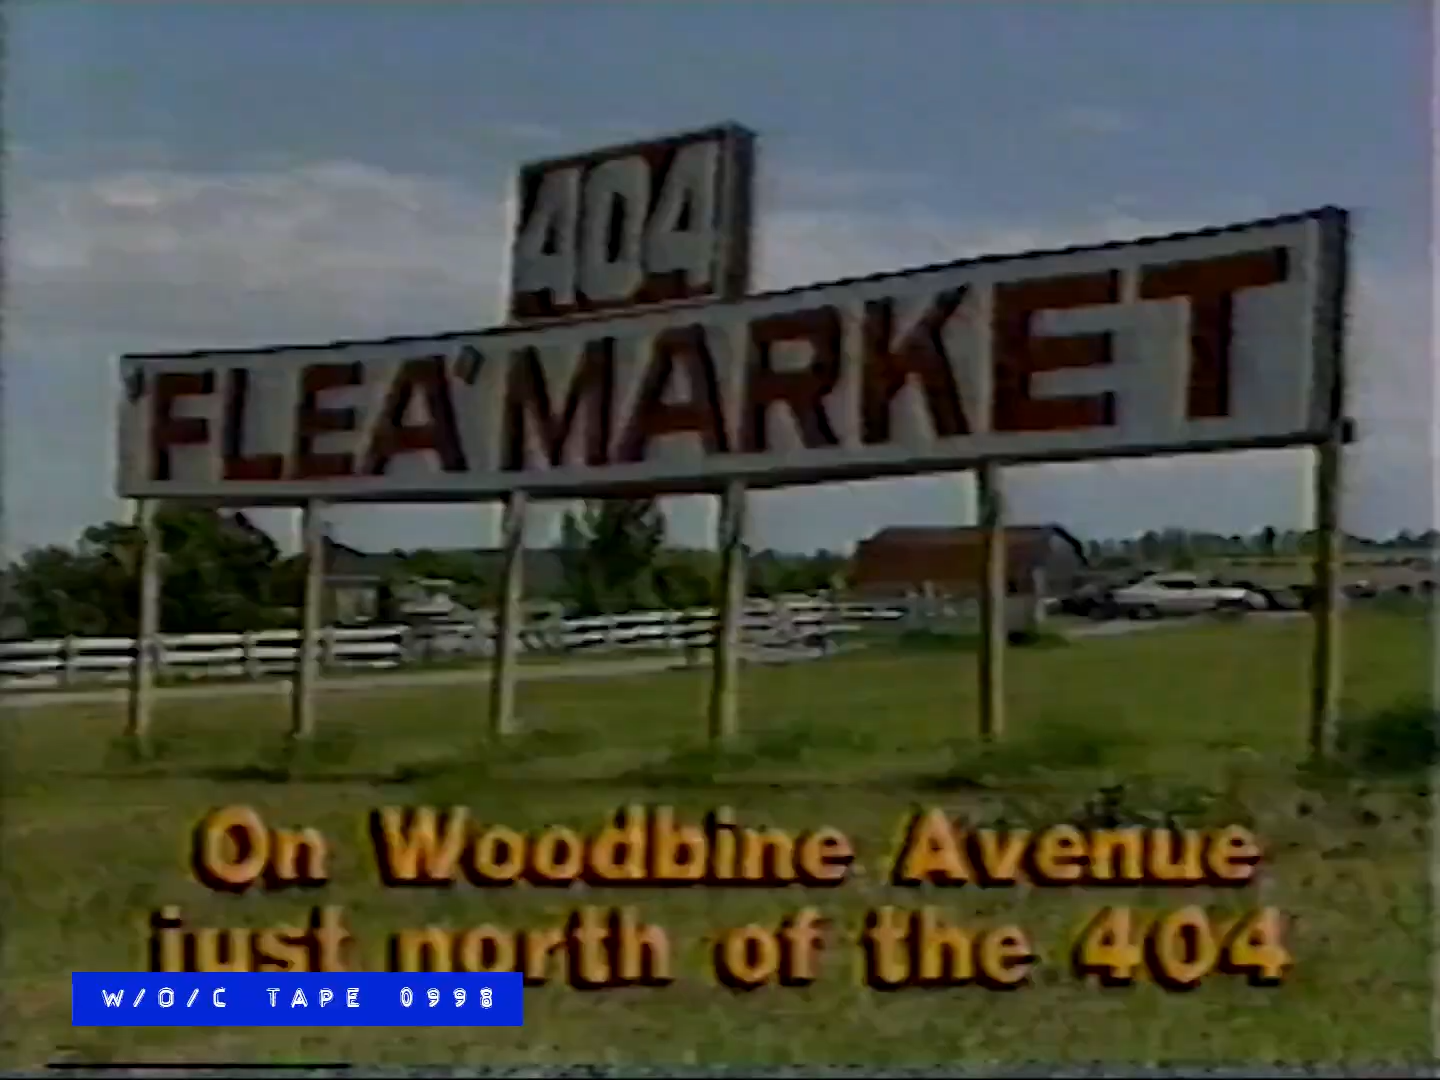 404
'FLEA' MARKET
On Woodbine Avenue
just north of the 404
W/O/C TAPE 0998